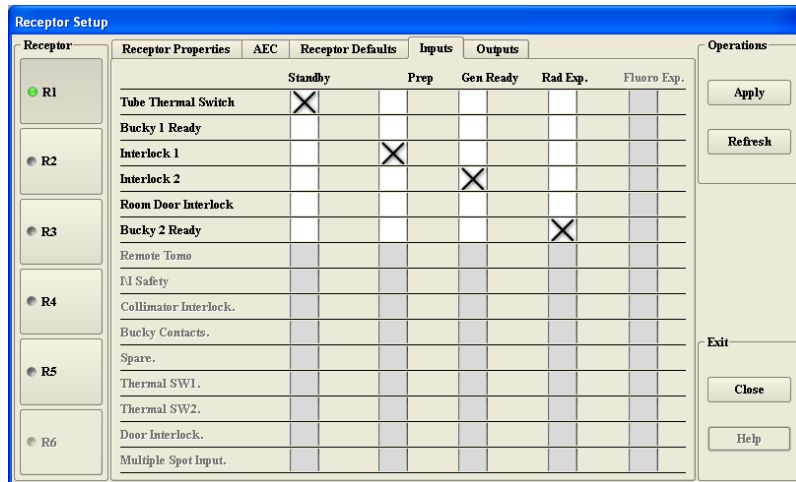 Receptor Setup
Receptor
R1
R2
R3
R4
R5
R6
Receptor Properties AEC Receptor Defaults Inputs Outputs
Standby Prep Gen Ready Rad Exp. Fluoro Exp.
Tube Thermal Switch
Bucky 1 Ready
Interlock 1
Interlock 2
Room Door Interlock
Bucky 2 Ready
Remote Tomo
I\I Safety
Collimator Interlock.
Bucky Contacts.
Spare.
Thermal SW1.
Thermal SW2.
Door Interlock.
Multiple Spot Input.
Operations
Apply
Refresh
Exit
Close
Help